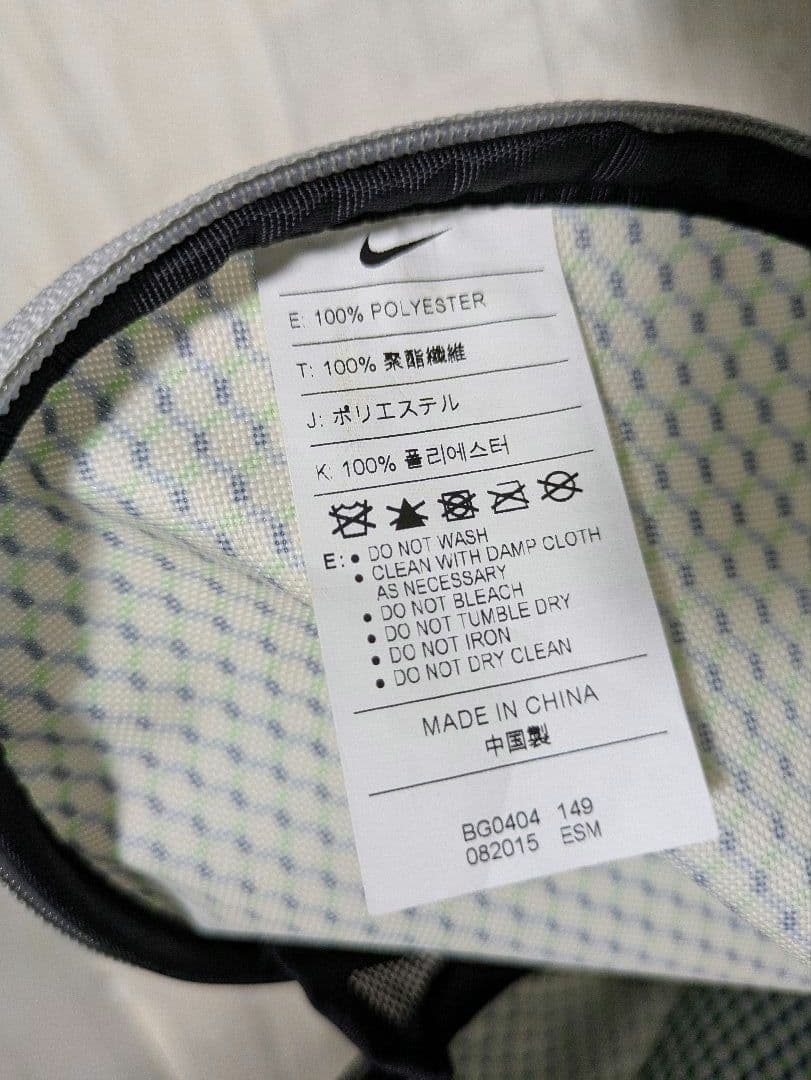 E: 100% POLYESTER
T: 100% 聚酯纖維
J: ポリエステル
K: 100% 폴리에스터
E: • DO NOT WASH
• CLEAN WITH DAMP CLOTH
AS NECESSARY
• DO NOT BLEACH
• DO NOT TUMBLE DRY
• DO NOT IRON
• DO NOT DRY CLEAN
MADE IN CHINA
中国製
BG0404 149
082015 ESM